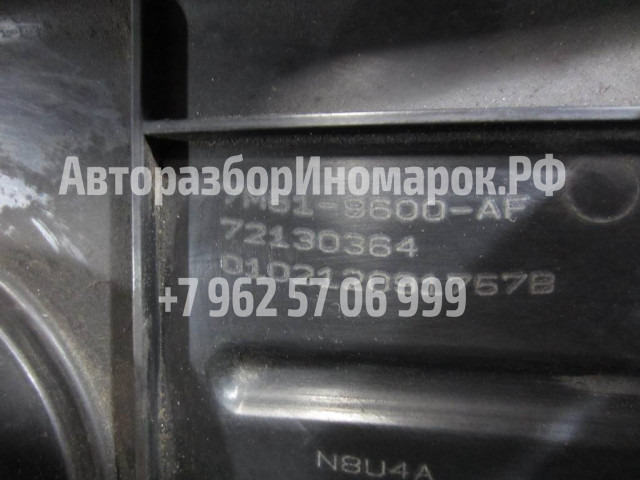 АвторазборИномарок.РФ
7M51-9600-AF
72130364
+7 962 57 06 999
N8U4A